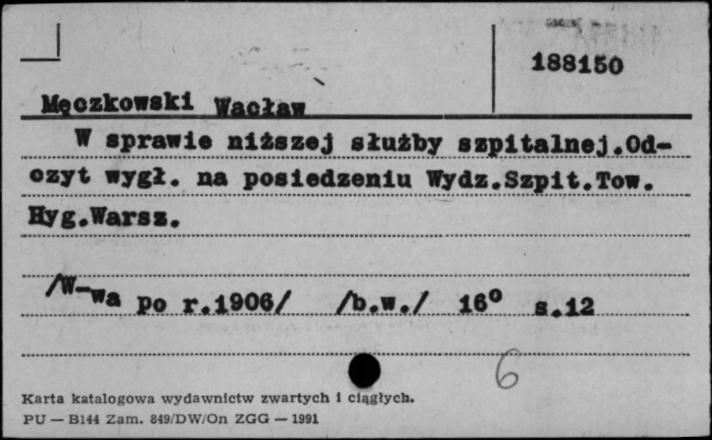 188150
Męczkowski Wacław
W sprawie niższej służby szpitalnej.Od-
czyt wygł. na posiedzeniu Wydz.Szpit.Tow.
Hyg.Warsz.
/W-wa po r.1906/ /b.w./ 16° s.12
6
Karta katalogowa wydawnictw zwartych i ciągłych.
PU — B144 Zam. 849/DW/On ZGG — 1991